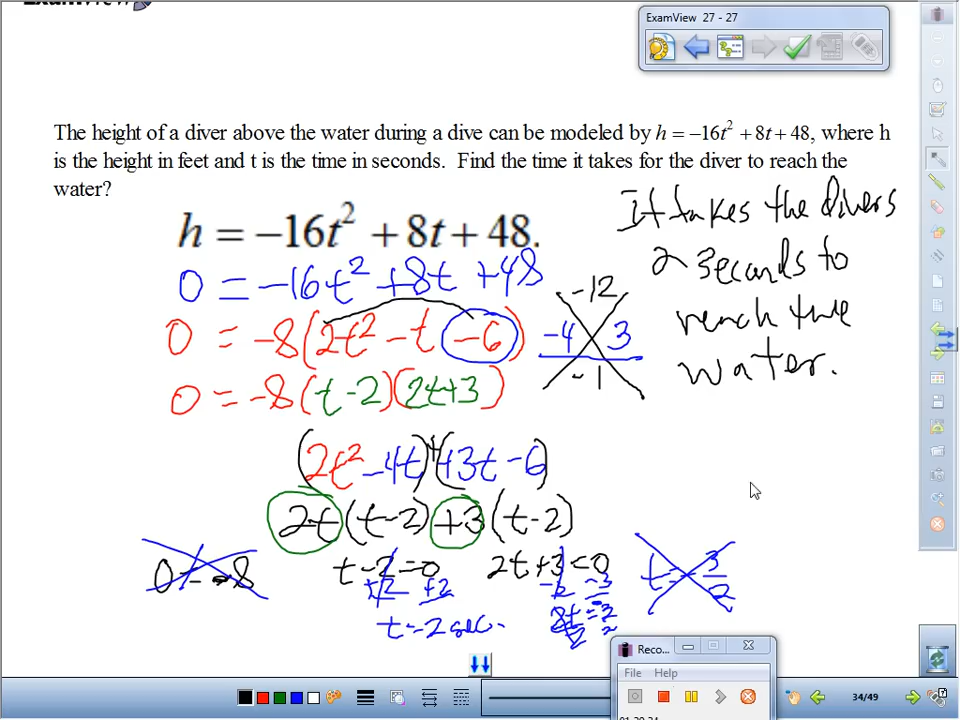 ExamView
ExamView 27 - 27
The height of a diver above the water during a dive can be modeled by h = −16t² + 8t + 48, where h
is the height in feet and t is the time in seconds. Find the time it takes for the diver to reach the
water?
h = −16t² + 8t + 48.
0 = −16t² +8t +48
0 = −8(2t² − t −6)
0 = −8(t−2)(2t+3)
−12
−4 3
−1
It takes the divers
2 seconds to
reach the
water.
(2t² −4t)+(+3t −6)
2t(t−2) +3(t−2)
0 = −8
t−2=0
+2 +2
t=2 sec.
2t+3=0
−3 −3
t = −3/2
Reco...
File Help
34/49